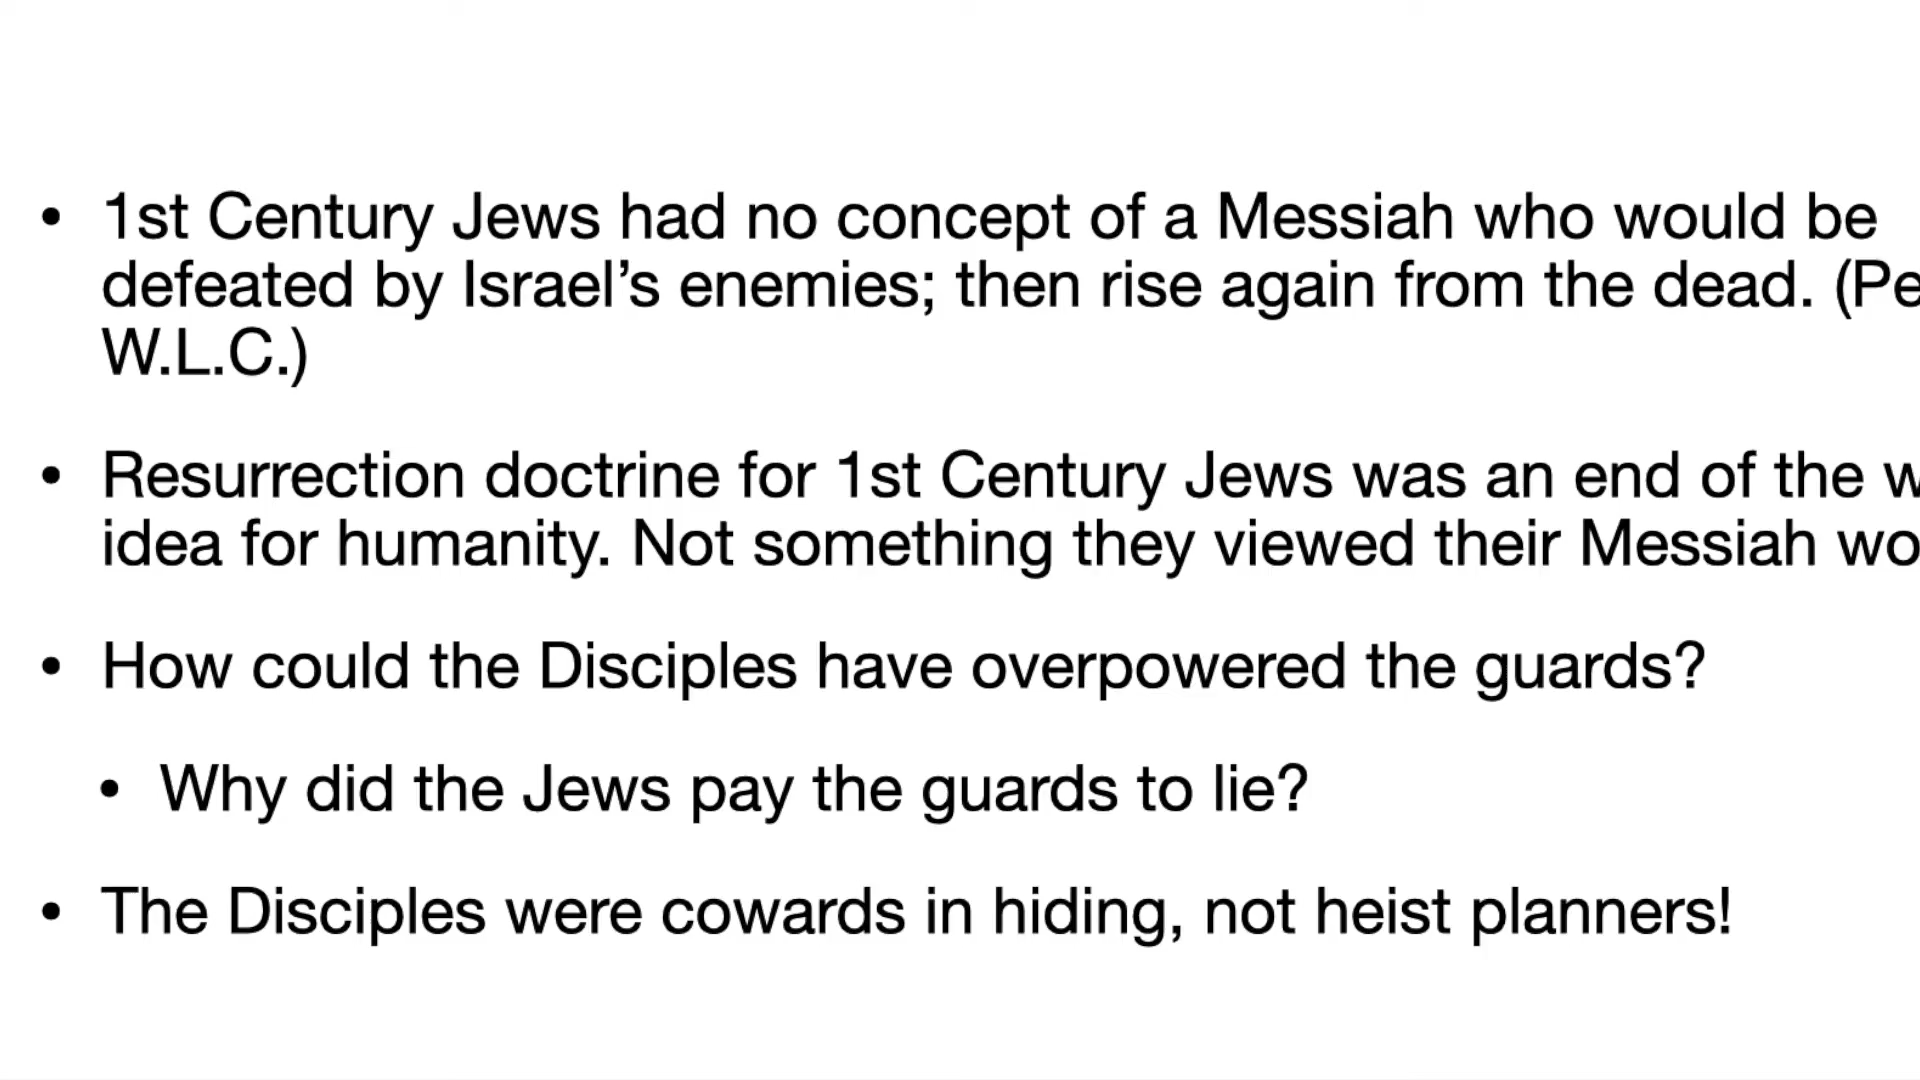 • 1st Century Jews had no concept of a Messiah who would be
defeated by Israel’s enemies; then rise again from the dead. (Pe
W.L.C.)
• Resurrection doctrine for 1st Century Jews was an end of the w
idea for humanity. Not something they viewed their Messiah wo
• How could the Disciples have overpowered the guards?
• Why did the Jews pay the guards to lie?
• The Disciples were cowards in hiding, not heist planners!